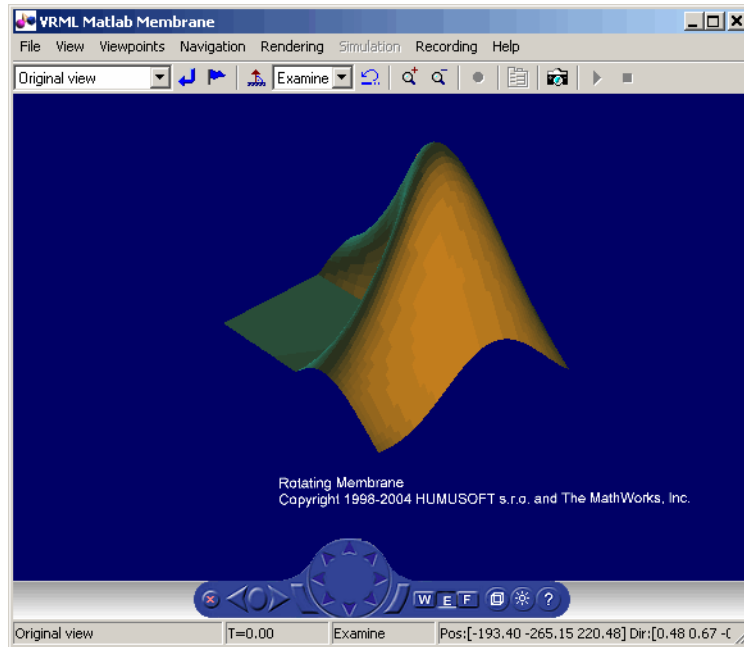 VRML Matlab Membrane
File View Viewpoints Navigation Rendering Simulation Recording Help
Original view Examine
Rotating Membrane
Copyright 1998-2004 HUMUSOFT s.r.o. and The MathWorks, Inc.
W E F ?
Original view T=0.00 Examine Pos:[-193.40 -265.15 220.48] Dir:[0.48 0.67 -0